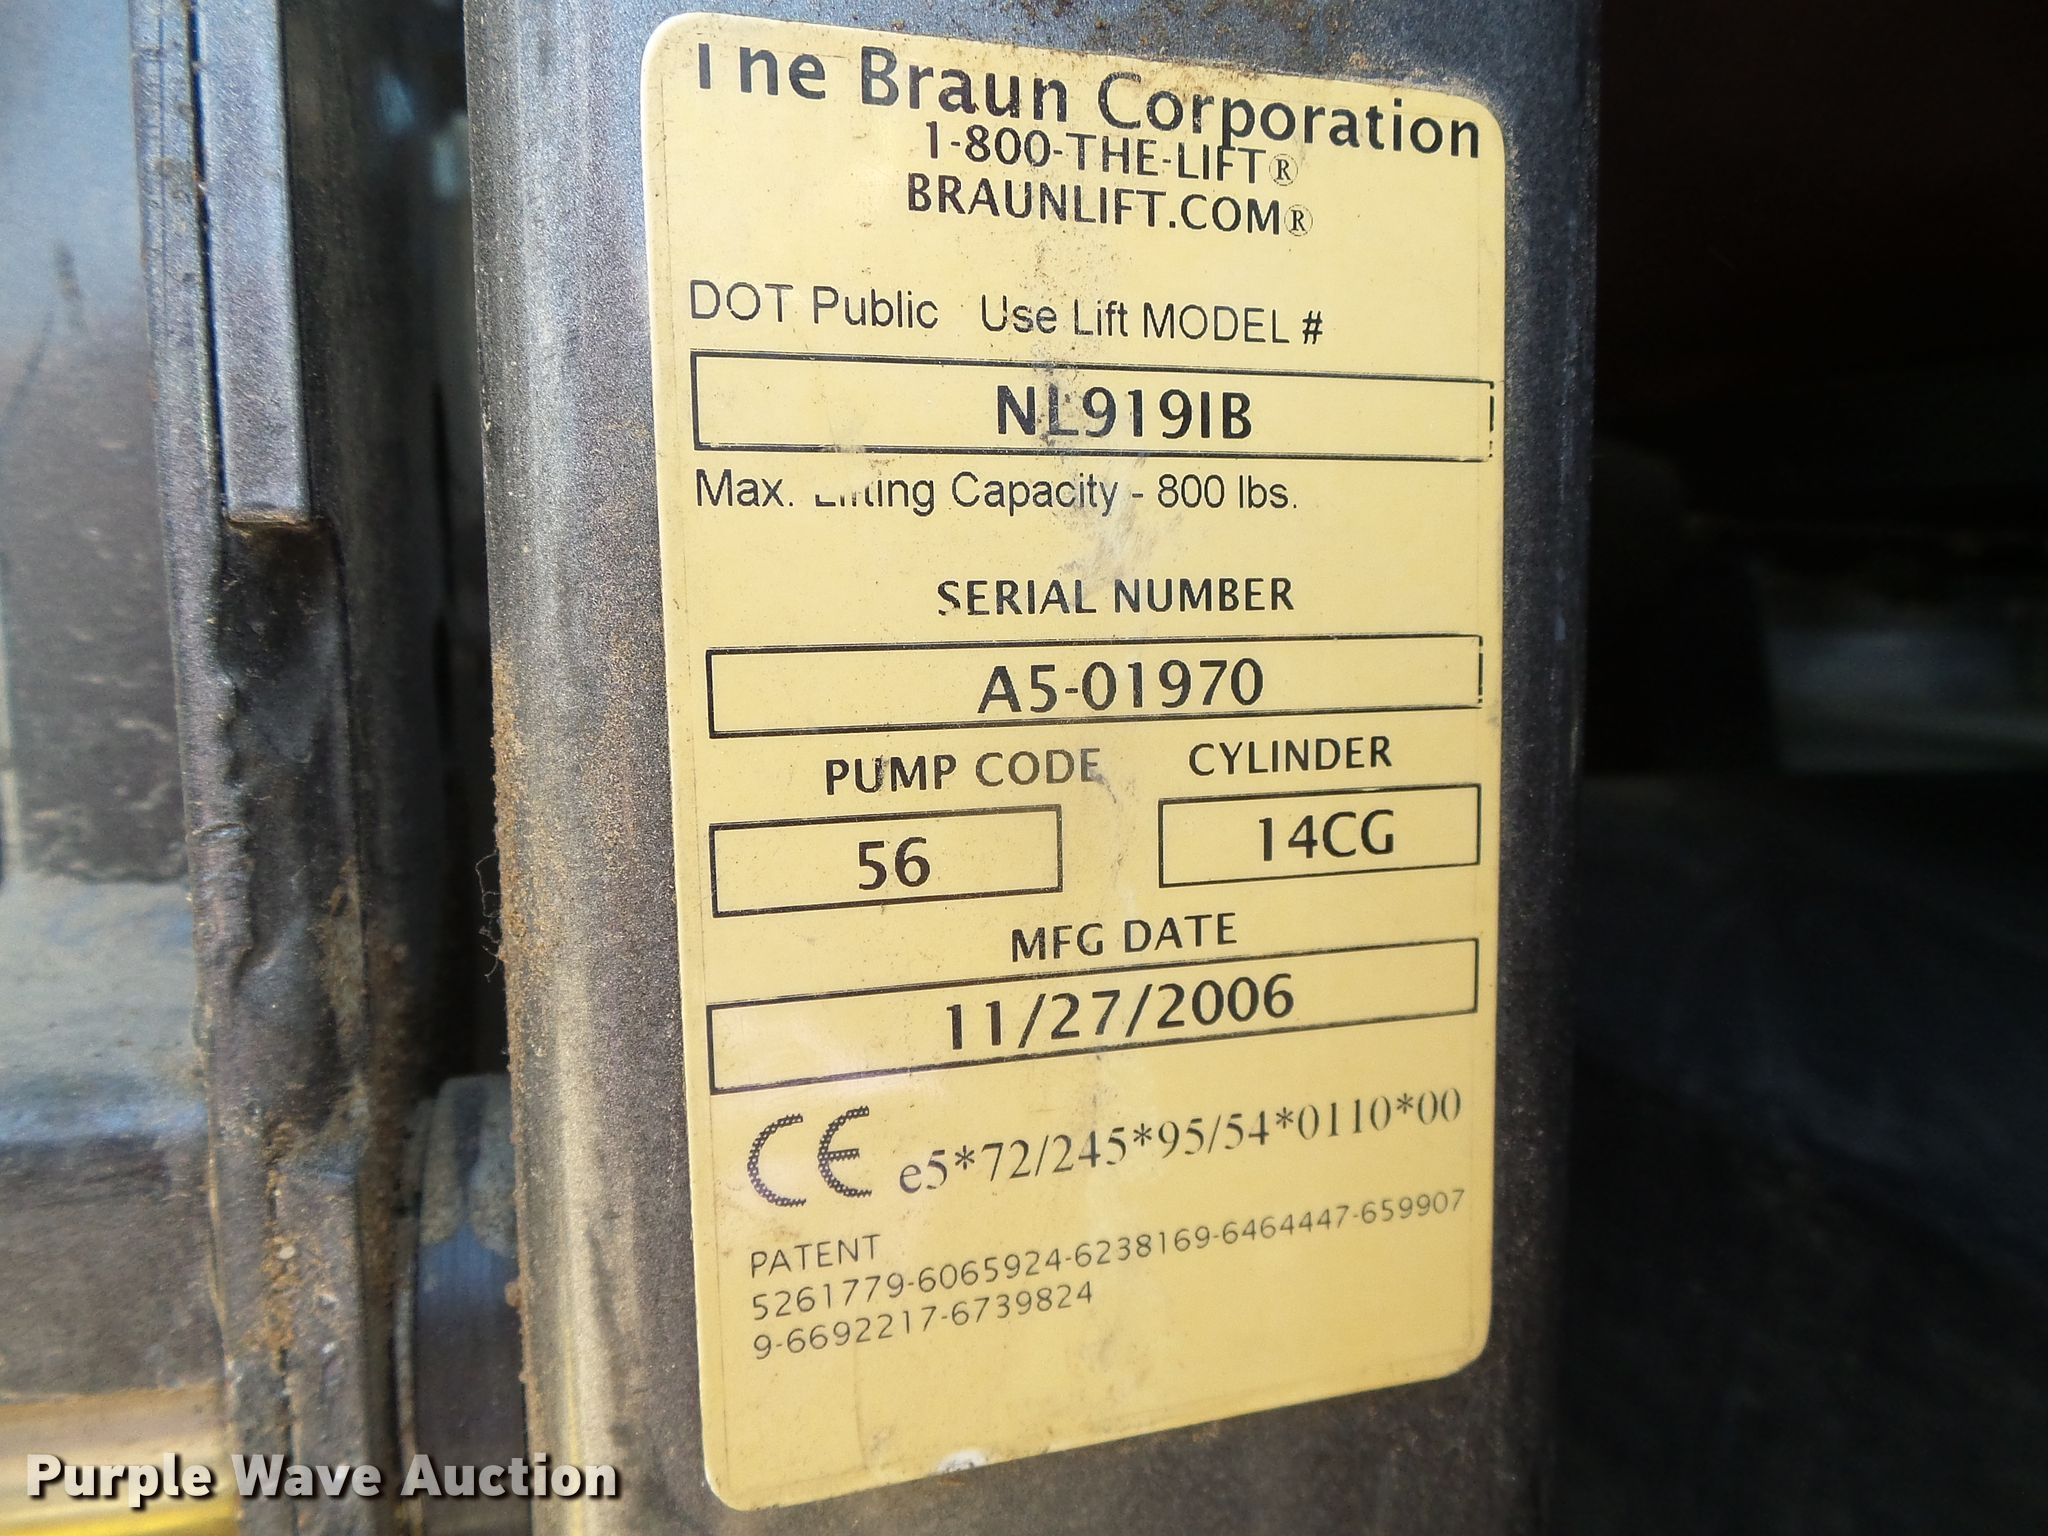 The Braun Corporation
1-800-THE-LIFT®
BRAUNLIFT.COM®
DOT Public Use Lift MODEL #
NL919IB
Max. Lifting Capacity - 800 lbs.
SERIAL NUMBER
A5-01970
PUMP CODE CYLINDER
56 14CG
MFG DATE
11/27/2006
CE e5*72/245*95/54*0110*00
PATENT
5261779-6065924-6238169-6464447-659907
9-6692217-6739824
Purple Wave Auction